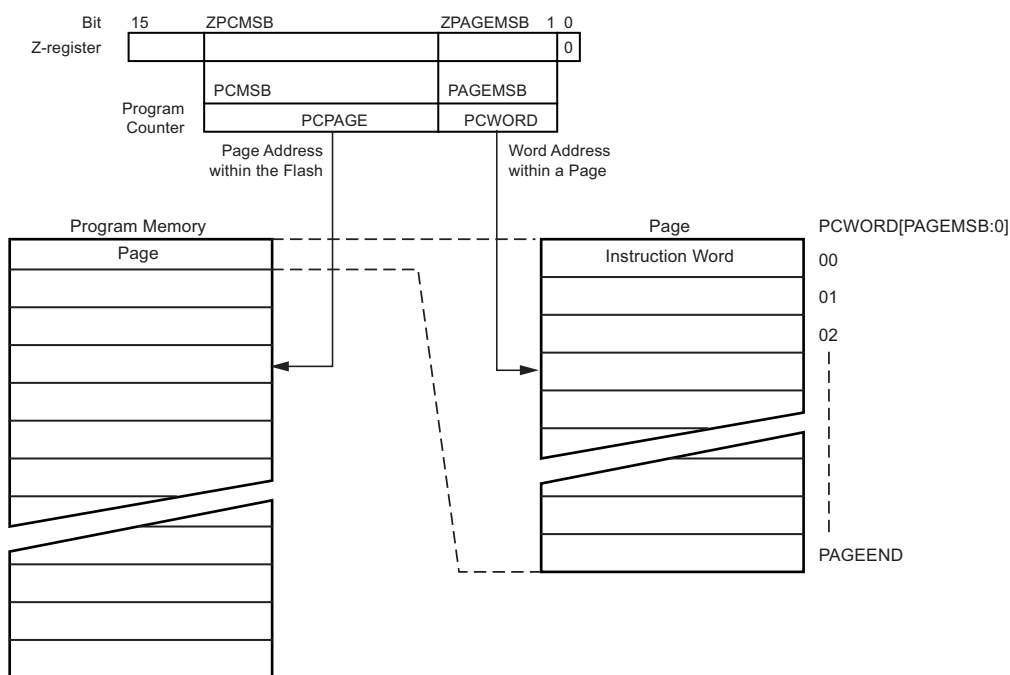 Bit 15 ZPCMSB ZPAGEMSB 1 0
Z-register 0
PCMSB PAGEMSB
Program
Counter
PCPAGE PCWORD
Page Address
within the Flash
Word Address
within a Page
Program Memory
Page
Page
Instruction Word
PCWORD[PAGEMSB:0]
00
01
02
PAGEEND